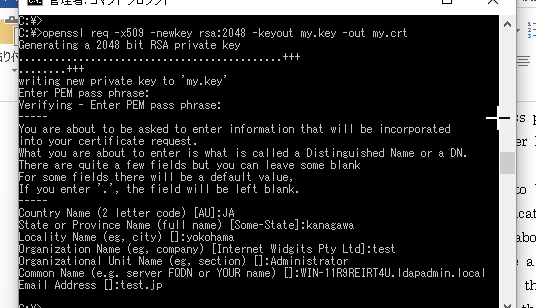 管理者: コマンド プロンプト
C:¥>
C:¥>openssl req -x509 -newkey rsa:2048 -keyout my.key -out my.crt
Generating a 2048 bit RSA private key
............................................+++
........+++
writing new private key to 'my.key'
Enter PEM pass phrase:
Verifying - Enter PEM pass phrase:
-----
You are about to be asked to enter information that will be incorporated
into your certificate request.
What you are about to enter is what is called a Distinguished Name or a DN.
There are quite a few fields but you can leave some blank
For some fields there will be a default value,
If you enter '.', the field will be left blank.
-----
Country Name (2 letter code) [AU]:JA
State or Province Name (full name) [Some-State]:kanagawa
Locality Name (eg, city) []:yokohama
Organization Name (eg, company) [Internet Widgits Pty Ltd]:test
Organizational Unit Name (eg, section) []:Administrator
Common Name (e.g. server FQDN or YOUR name) []:WIN-11R9REIRT4U.ldapadmin.local
Email Address []:test.jp
C:¥>